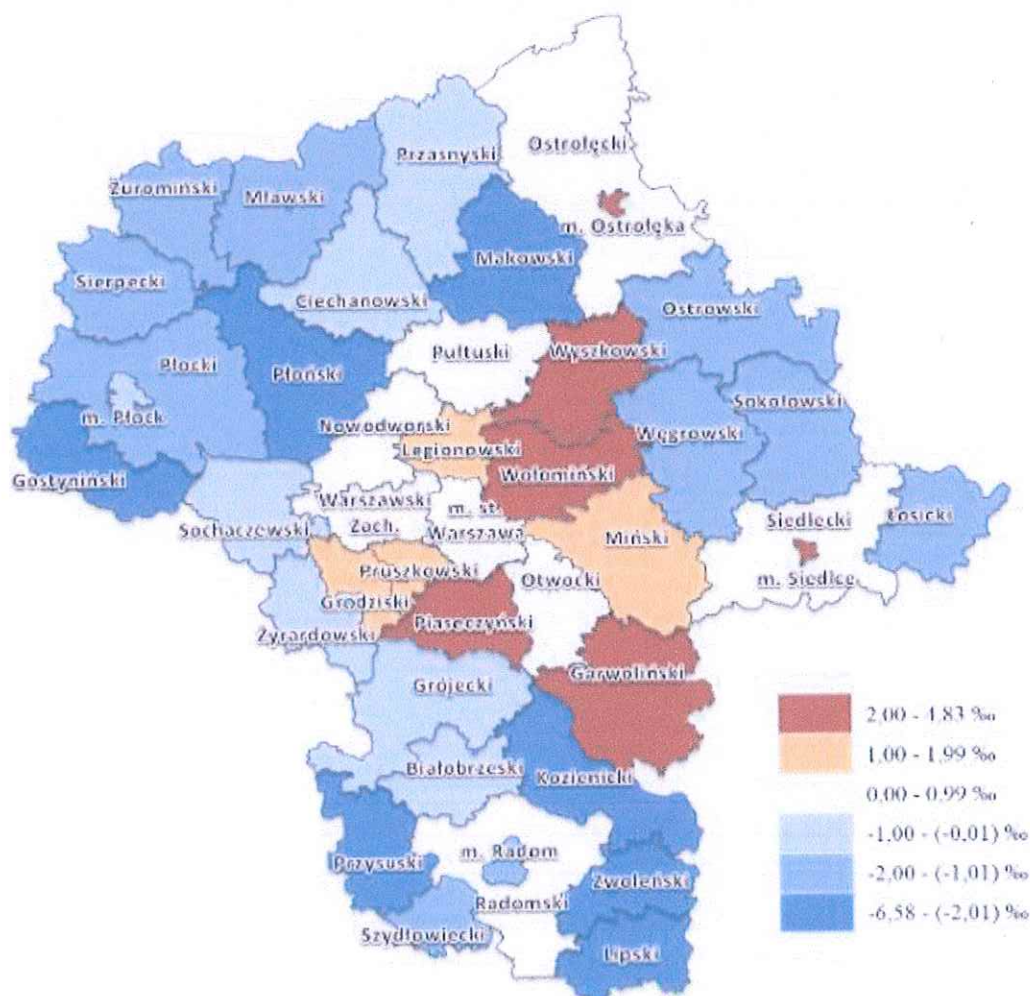 Ostrołęcki
Przasnyski
Żuromiński
Mławski
m. Ostrołęka
Makowski
Sierpecki
Ciechanowski
Ostrowski
Pułtuski
Wyszkowski
Płocki
Płoński
Sokołowski
m. Płock
Nowodworski
Węgrowski
Legionowski
Wołomiński
Gostyniński
Warszawski
Zach.
m. st.
Warszawa
Sochaczewski
Miński
Siedlecki
Łosicki
Pruszkowski
Otwocki
m. Siedlce
Grodziski
Piaseczyński
Żyrardowski
Garwoliński
Grójecki
Białobrzeski
Kozienicki
m. Radom
Przysuski
Zwoleński
Radomski
Szydłowiecki
Lipski
2,00 - 4,83 ‰
1,00 - 1,99 ‰
0,00 - 0,99 ‰
-1,00 - (-0,01) ‰
-2,00 - (-1,01) ‰
-6,58 - (-2,01) ‰